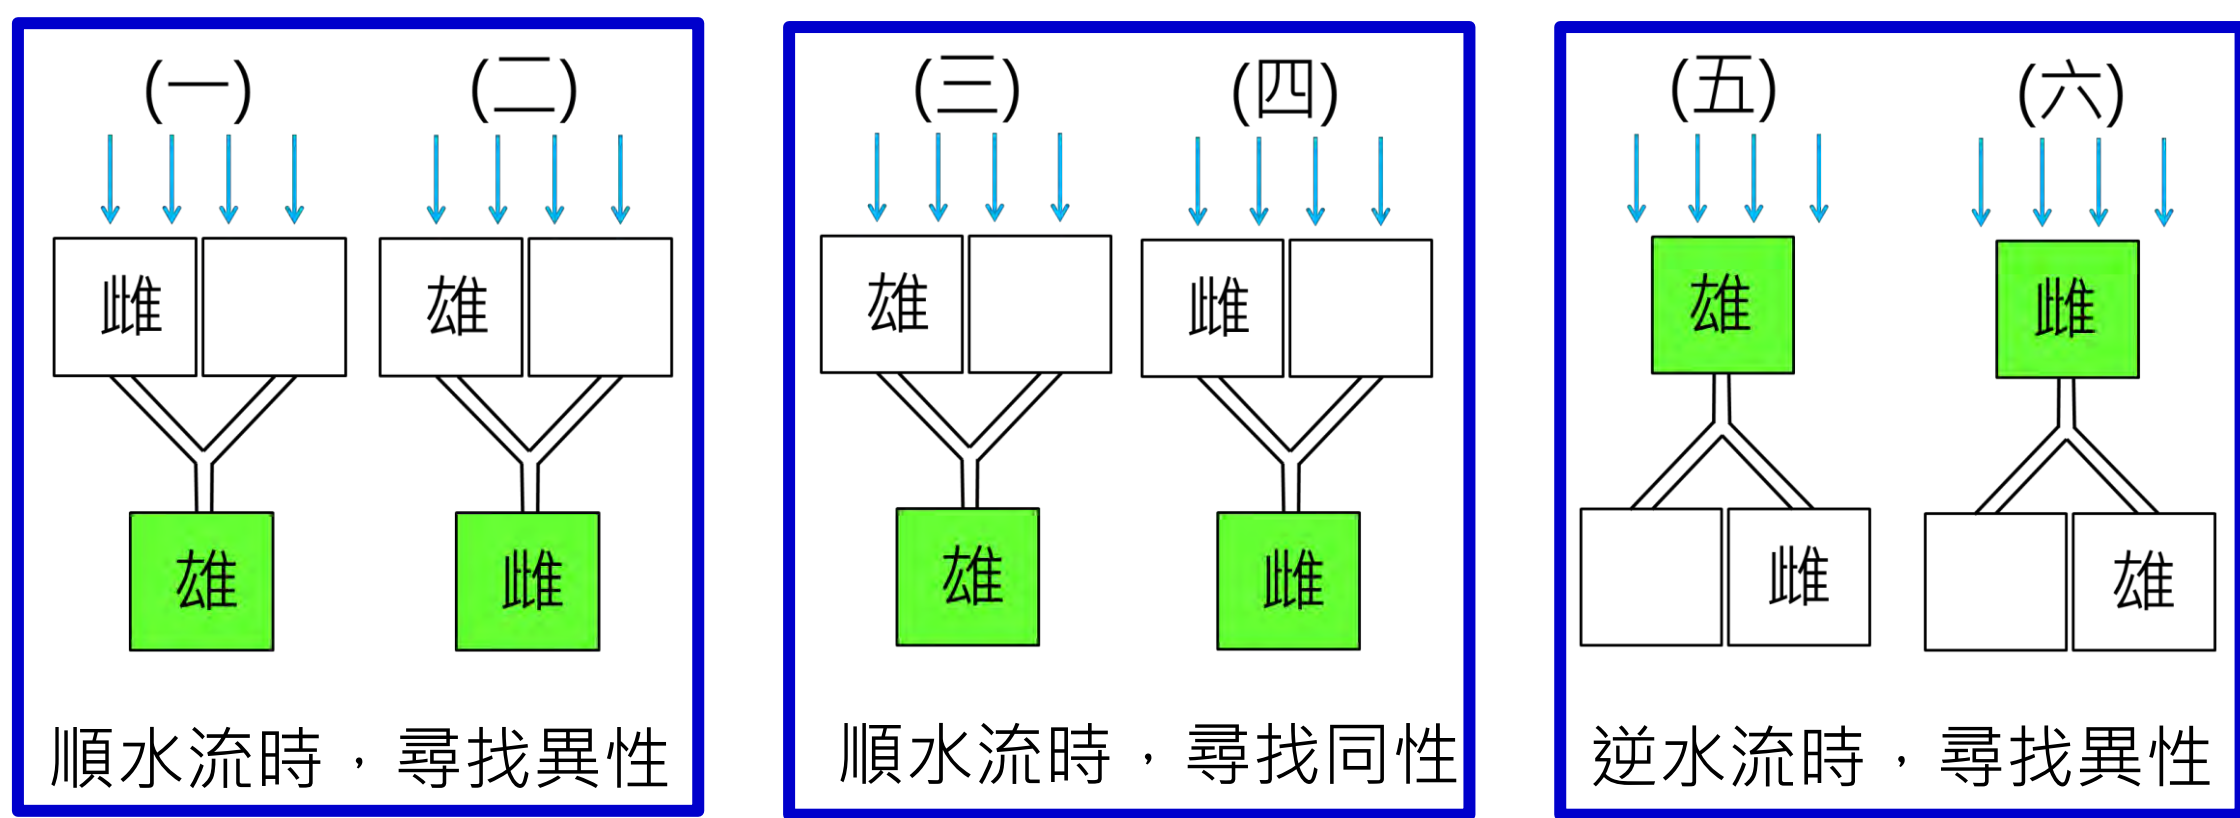 (一)
(二)
雌
雄
雄
雌
順水流時，尋找異性
(三)
(四)
雄
雌
雄
雌
順水流時，尋找同性
(五)
(六)
雄
雌
雌
雄
逆水流時，尋找異性